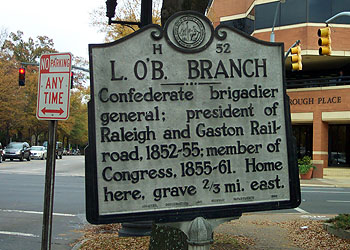 NO PARKING
ANY
TIME
H 52
L. O'B. BRANCH
Confederate brigadier
general; president of
Raleigh and Gaston Rail-
road, 1852-55; member of
Congress, 1855-61. Home
here, grave 2/3 mi. east.
OUGH PLACE